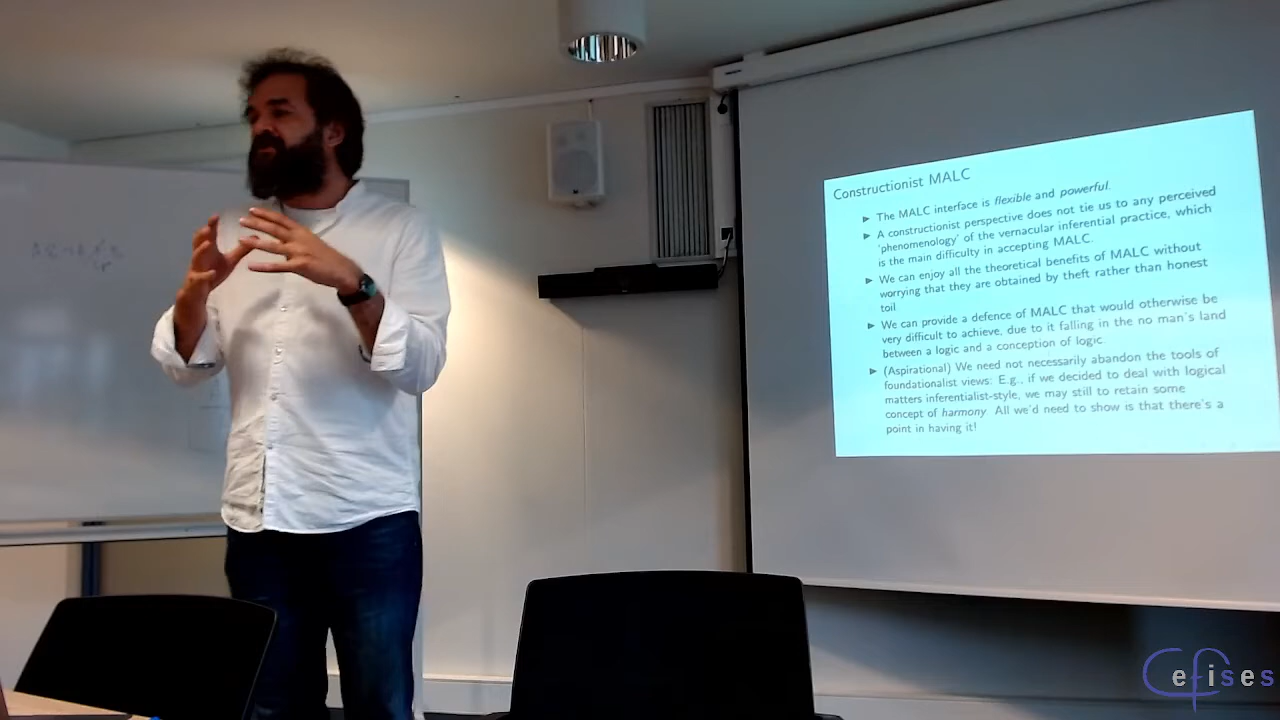 Constructionist MALC
► The MALC interface is flexible and powerful.
► A constructionist perspective does not tie us to any perceived
'phenomenology' of the vernacular inferential practice, which
is the main difficulty in accepting MALC.
► We can enjoy all the theoretical benefits of MALC without
worrying that they are obtained by theft rather than honest
toil
► We can provide a defence of MALC that would otherwise be
very difficult to achieve, due to it falling in the no man's land
between a logic and a conception of logic.
► (Aspirational) We need not necessarily abandon the tools of
foundationalist views: E.g., if we decided to deal with logical
matters inferentialist-style, we may still to retain some
concept of harmony. All we'd need to show is that there's a
point in having it!
Cefises